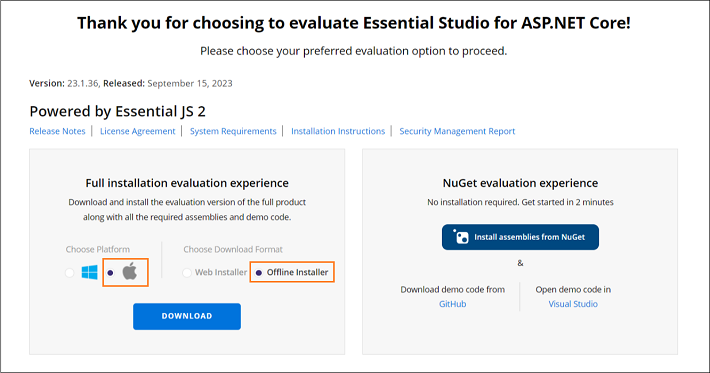 Thank you for choosing to evaluate Essential Studio for ASP.NET Core!
Please choose your preferred evaluation option to proceed.
Version: 23.1.36, Released: September 15, 2023
Powered by Essential JS 2
Release Notes | License Agreement | System Requirements | Installation Instructions | Security Management Report
Full installation evaluation experience
Download and install the evaluation version of the full product
along with all the required assemblies and demo code.
Choose Platform
Choose Download Format
Web Installer
Offline Installer
DOWNLOAD
NuGet evaluation experience
No installation required. Get started in 2 minutes
Install assemblies from NuGet
&
Download demo code from
GitHub
Open demo code in
Visual Studio